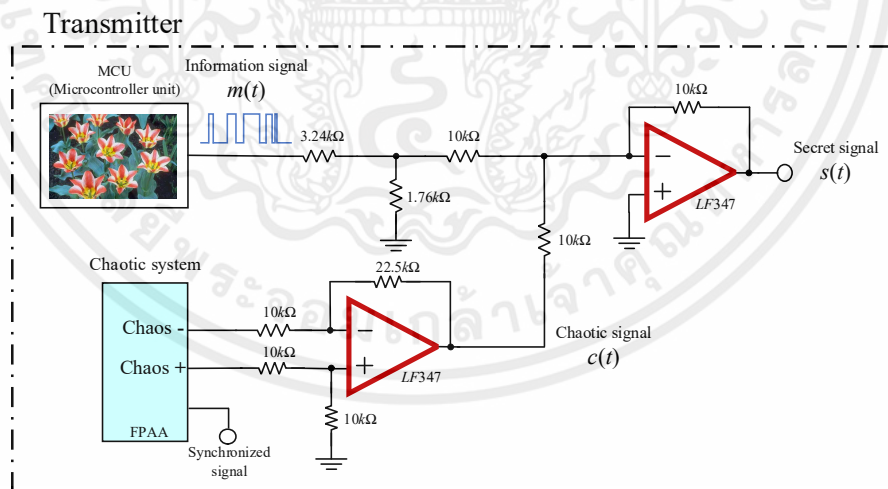 Transmitter
MCU
(Microcontroller unit)
Information signal
m(t)
3.24kΩ
10kΩ
10kΩ
1.76kΩ
10kΩ
LF347
Secret signal
s(t)
Chaotic system
Chaos -
Chaos +
FPAA
Synchronized
signal
10kΩ
10kΩ
22.5kΩ
10kΩ
LF347
Chaotic signal
c(t)